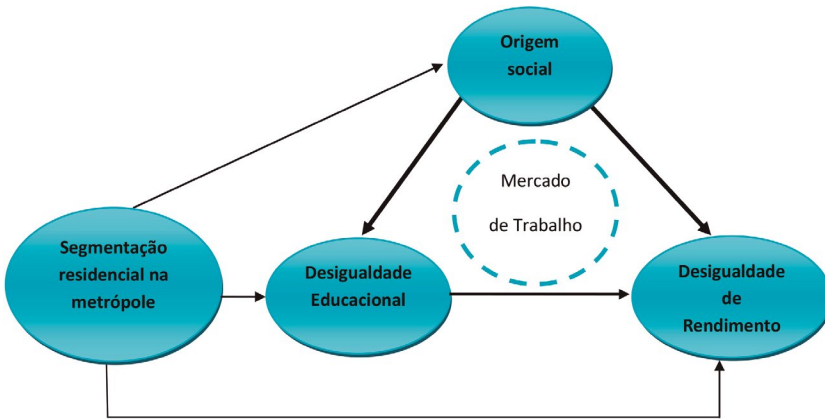 Origem
social
Mercado
de Trabalho
Segmentação
residencial na
metrópole
Desigualdade
Educacional
Desigualdade
de
Rendimento